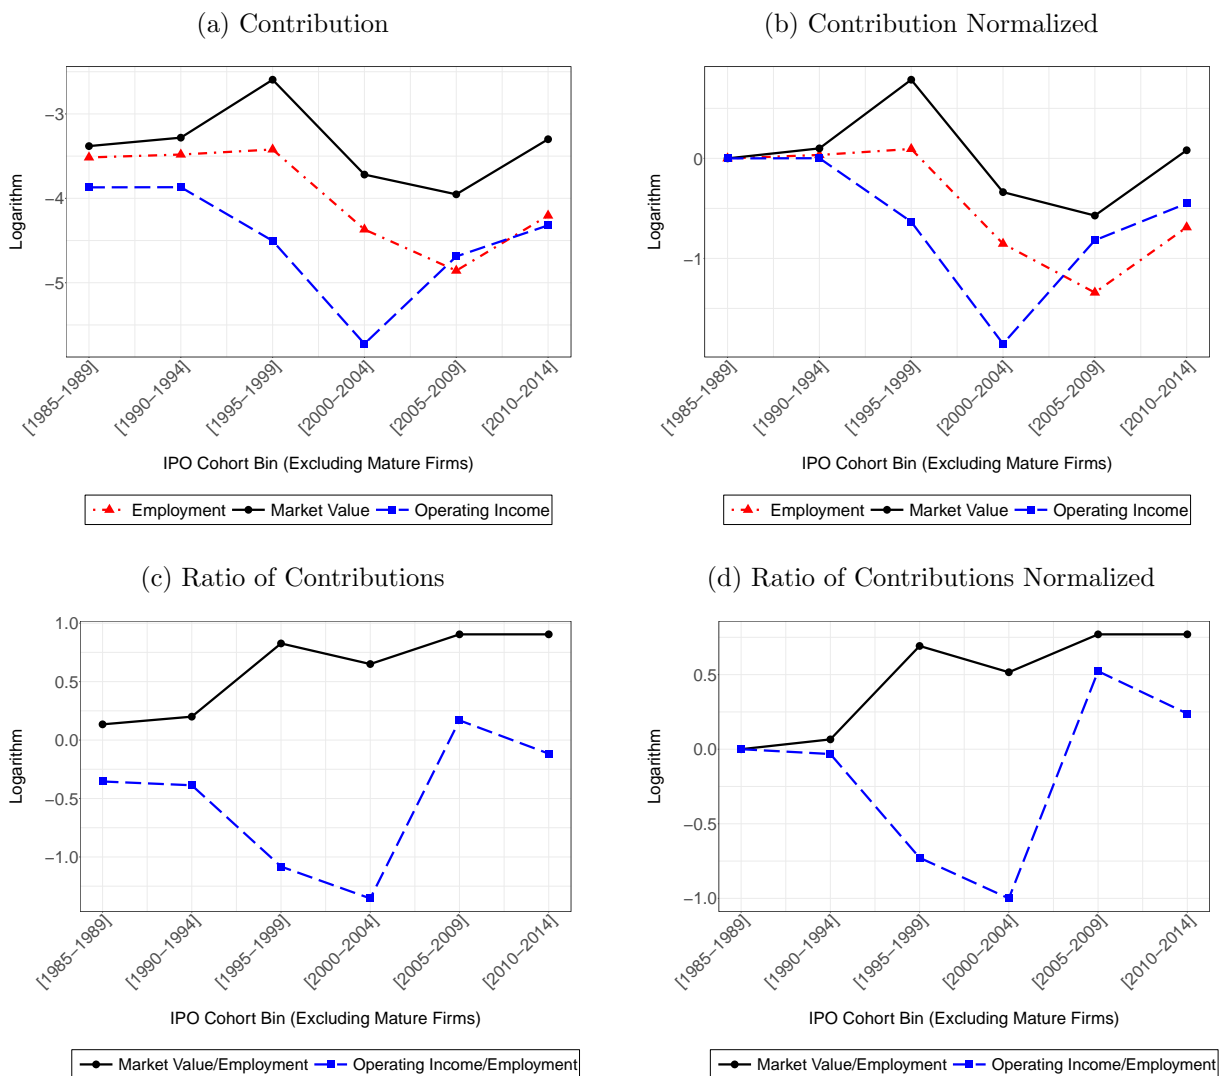 (a) Contribution
−3
−4
−5
Logarithm
[1985−1989]
[1990−1994]
[1995−1999]
[2000−2004]
[2005−2009]
[2010−2014]
IPO Cohort Bin (Excluding Mature Firms)
Employment Market Value Operating Income
(b) Contribution Normalized
0
−1
Logarithm
[1985−1989]
[1990−1994]
[1995−1999]
[2000−2004]
[2005−2009]
[2010−2014]
IPO Cohort Bin (Excluding Mature Firms)
Employment Market Value Operating Income
(c) Ratio of Contributions
1.0
0.5
0.0
−0.5
−1.0
Logarithm
[1985−1989]
[1990−1994]
[1995−1999]
[2000−2004]
[2005−2009]
[2010−2014]
IPO Cohort Bin (Excluding Mature Firms)
Market Value/Employment Operating Income/Employment
(d) Ratio of Contributions Normalized
0.5
0.0
−0.5
−1.0
Logarithm
[1985−1989]
[1990−1994]
[1995−1999]
[2000−2004]
[2005−2009]
[2010−2014]
IPO Cohort Bin (Excluding Mature Firms)
Market Value/Employment Operating Income/Employment